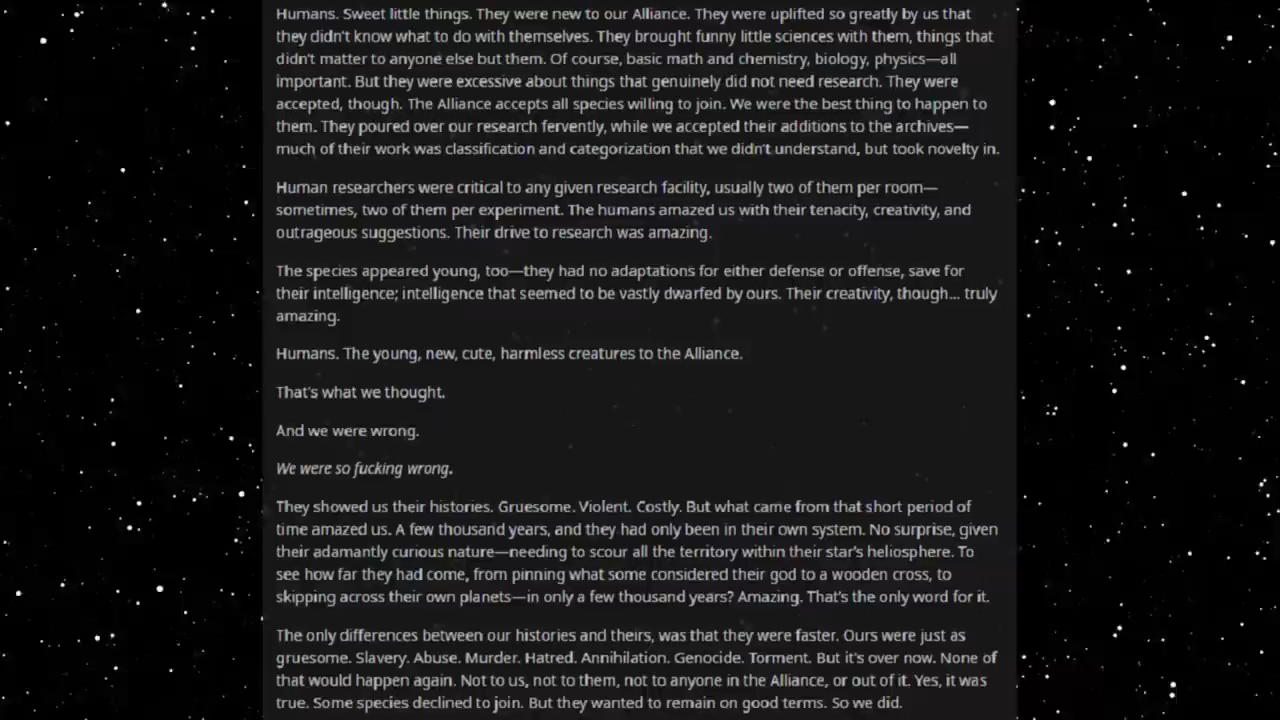 Humans. Sweet little things. They were new to our Alliance. They were uplifted so greatly by us that
they didn't know what to do with themselves. They brought funny little sciences with them, things that
didn't matter to anyone else but them. Of course, basic math and chemistry, biology, physics—all
important. But they were excessive about things that genuinely did not need research. They were
accepted, though. The Alliance accepts all species willing to join. We were the best thing to happen to
them. They poured over our research fervently, while we accepted their additions to the archives—
much of their work was classification and categorization that we didn't understand, but took novelty in.
Human researchers were critical to any given research facility, usually two of them per room—
sometimes, two of them per experiment. The humans amazed us with their tenacity, creativity, and
outrageous suggestions. Their drive to research was amazing.
The species appeared young, too—they had no adaptations for either defense or offense, save for
their intelligence; intelligence that seemed to be vastly dwarfed by ours. Their creativity, though... truly
amazing.
Humans. The young, new, cute, harmless creatures to the Alliance.
That's what we thought.
And we were wrong.
We were so fucking wrong.
They showed us their histories. Gruesome. Violent. Costly. But what came from that short period of
time amazed us. A few thousand years, and they had only been in their own system. No surprise, given
their adamantly curious nature—needing to scour all the territory within their star's heliosphere. To
see how far they had come, from pinning what some considered their god to a wooden cross, to
skipping across their own planets—in only a few thousand years? Amazing. That's the only word for it.
The only differences between our histories and theirs, was that they were faster. Ours were just as
gruesome. Slavery. Abuse. Murder. Hatred. Annihilation. Genocide. Torment. But it's over now. None of
that would happen again. Not to us, not to them, not to anyone in the Alliance, or out of it. Yes, it was
true. Some species declined to join. But they wanted to remain on good terms. So we did.